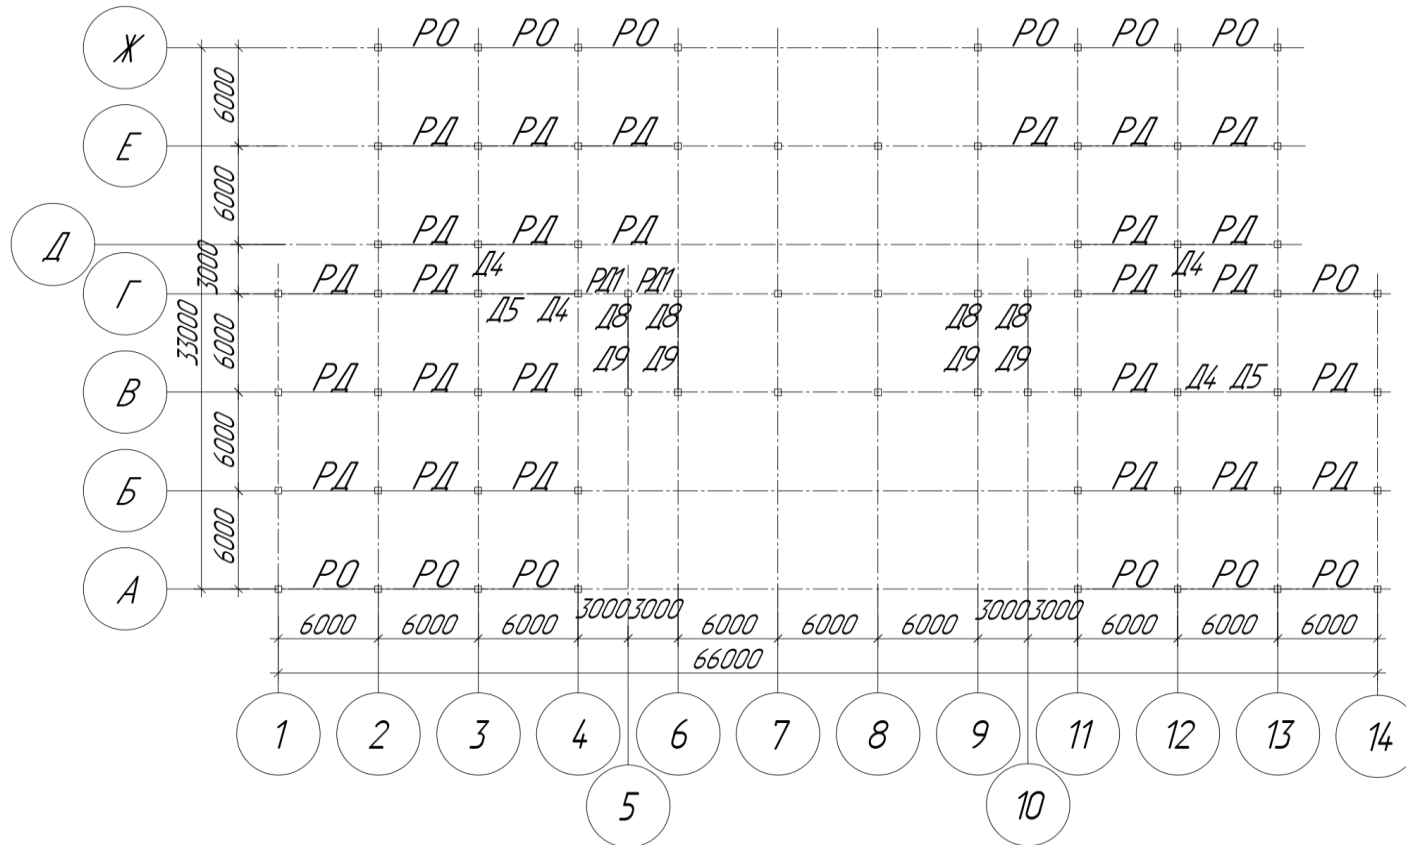 Ж РО РО РО РО РО РО
6000
Е РД РД РД РД РД РД
6000
Д РД РД РД РД РД
3000 Д4 Д4
Г РД РД РД1 РД1 РД РД РО
Д5 Д4 Д8 Д8 Д8 Д8
33000 6000
Д9 Д9 Д9 Д9
В РД РД РД РД Д4 Д5 РД
6000
Б РД РД РД РД РД РД
6000
А РО РО РО РО РО РО
6000 6000 6000 3000 3000 6000 6000 6000 3000 3000 6000 6000 6000
66000
1 2 3 4 6 7 8 9 11 12 13 14
5 10